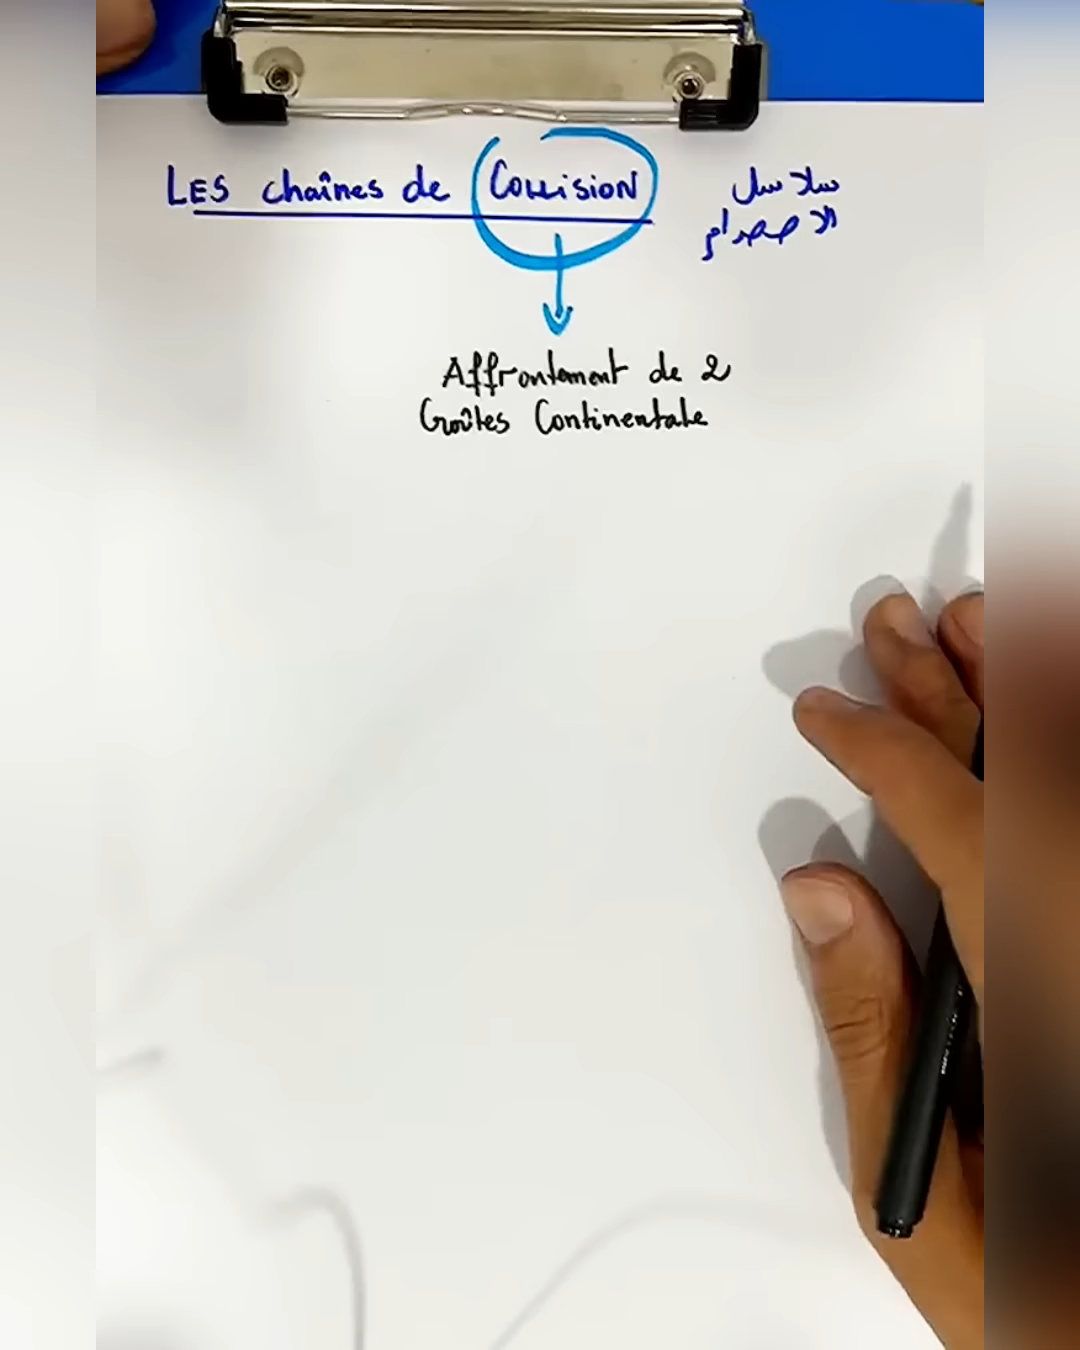 LES chaînes de Collision
سلاسل
الاصطدام
Affrontement de 2
Croûtes Continentale